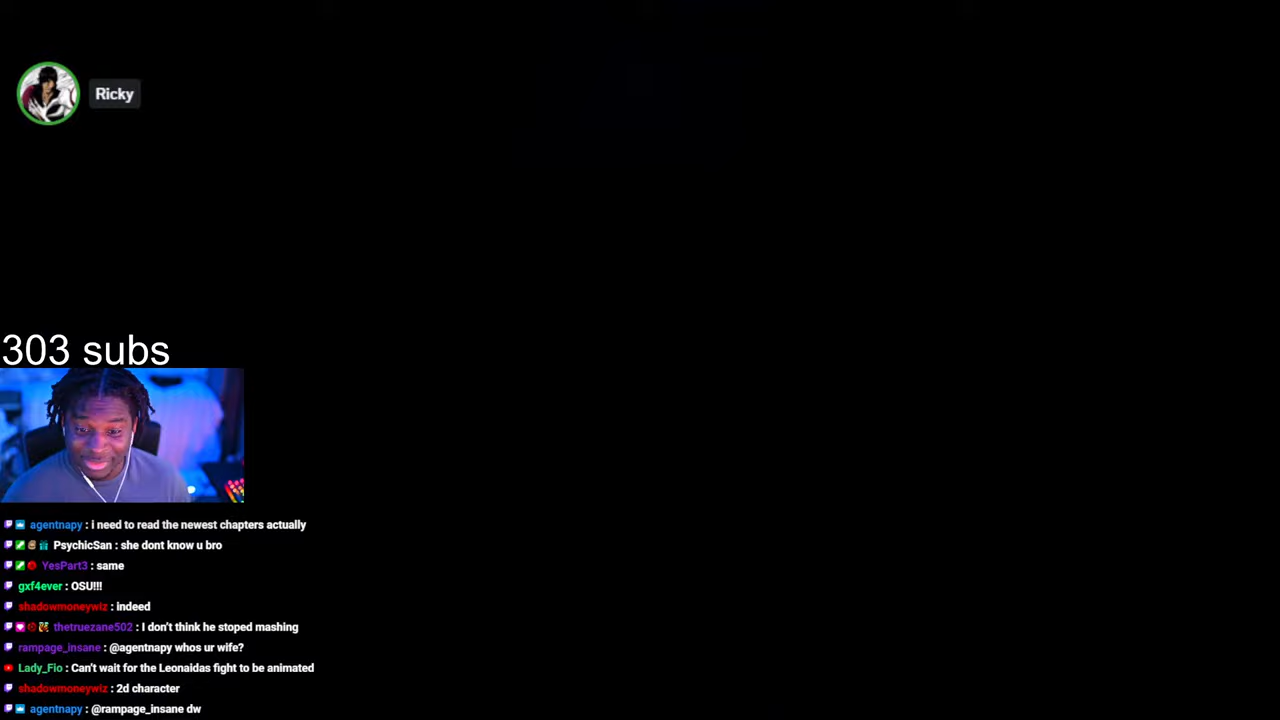 Ricky
303 subs
agentnapy : i need to read the newest chapters actually
PsychicSan : she dont know u bro
YesPart3 : same
gxf4ever : OSU!!!
shadowmoneywiz : indeed
thetruezane502 : I don't think he stoped mashing
rampage_insane : @agentnapy whos ur wife?
Lady_Fio : Can't wait for the Leonaidas fight to be animated
shadowmoneywiz : 2d character
agentnapy : @rampage_insane dw